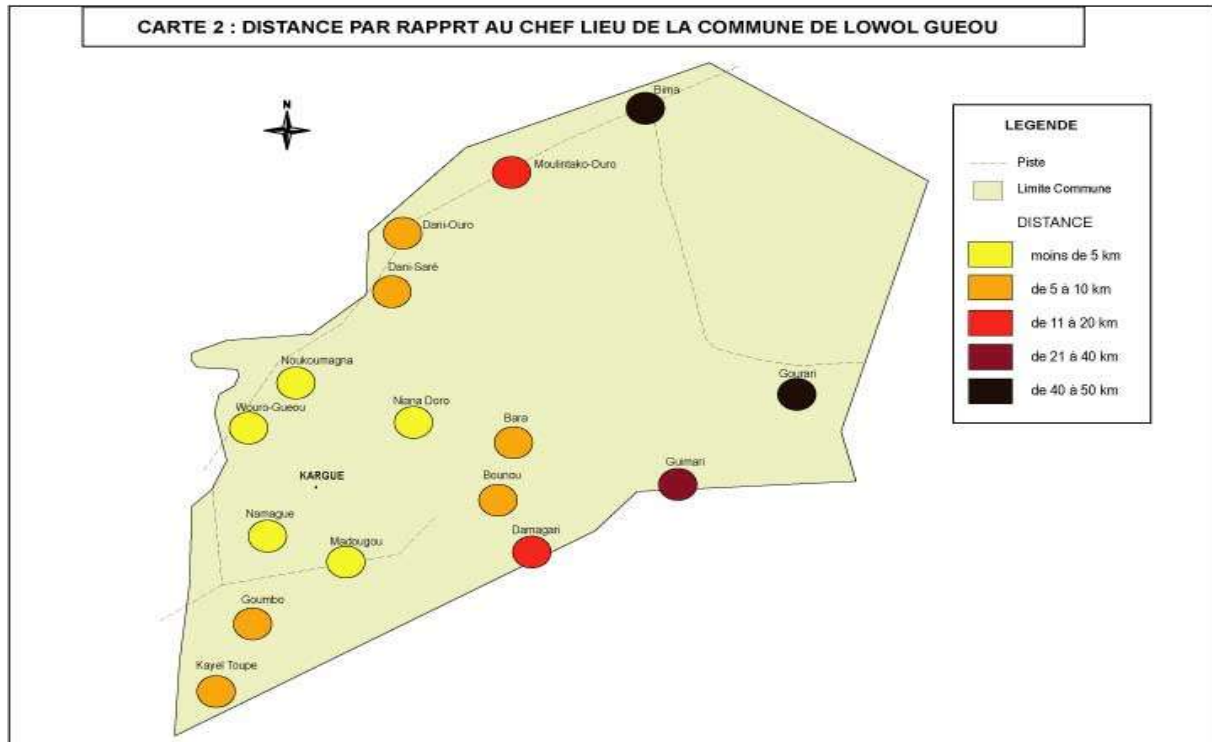 CARTE 2 : DISTANCE PAR RAPPRT AU CHEF LIEU DE LA COMMUNE DE LOWOL GUEOU
N
Bima
Moulintako-Ouro
Dani-Ouro
Dani-Saré
Noukoumagna
Niana Doro
Wouro-Gueou
Bara
Gourari
KARGUE
Bounou
Guimari
Namague
Madougou
Damagari
Goumbo
Kayel Toupe
LEGENDE
Piste
Limite Commune
DISTANCE
moins de 5 km
de 5 à 10 km
de 11 à 20 km
de 21 à 40 km
de 40 à 50 km